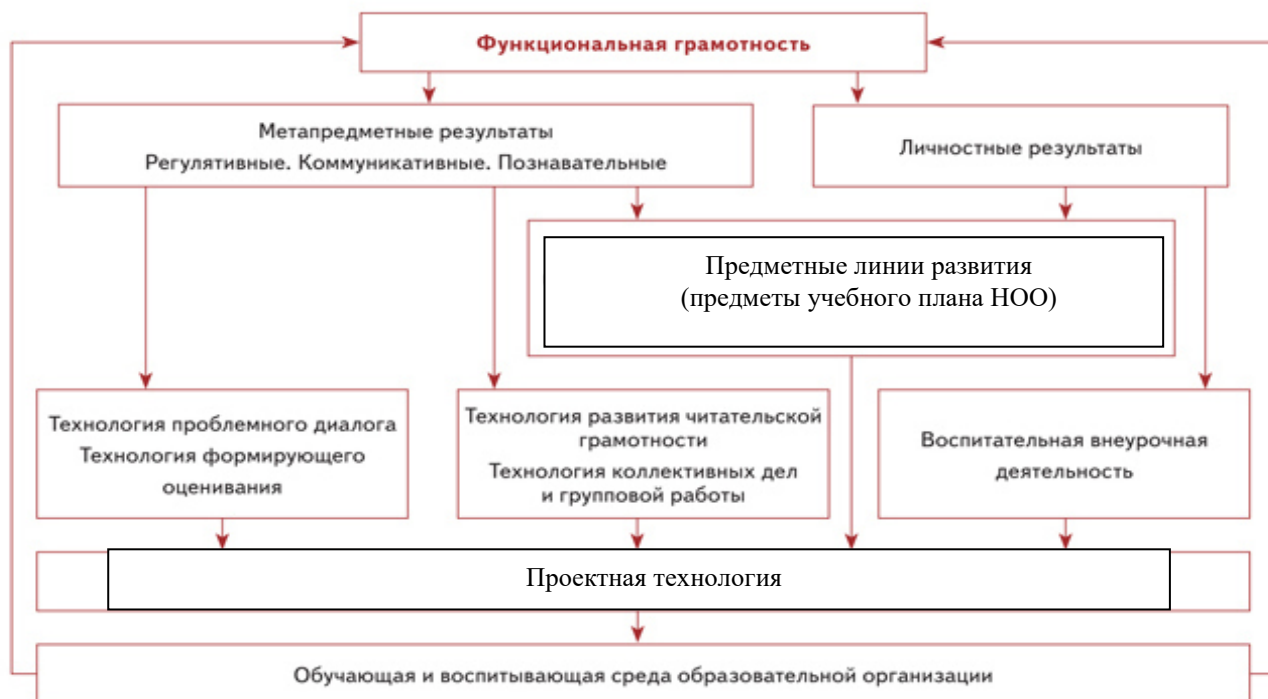 Функциональная грамотность
Метапредметные результаты
Регулятивные. Коммуникативные. Познавательные
Личностные результаты
Предметные линии развития
(предметы учебного плана НОО)
Технология проблемного диалога
Технология формирующего
оценивания
Технология развития читательской
грамотности
Технология коллективных дел
и групповой работы
Воспитательная внеурочная
деятельность
Проектная технология
Обучающая и воспитывающая среда образовательной организации